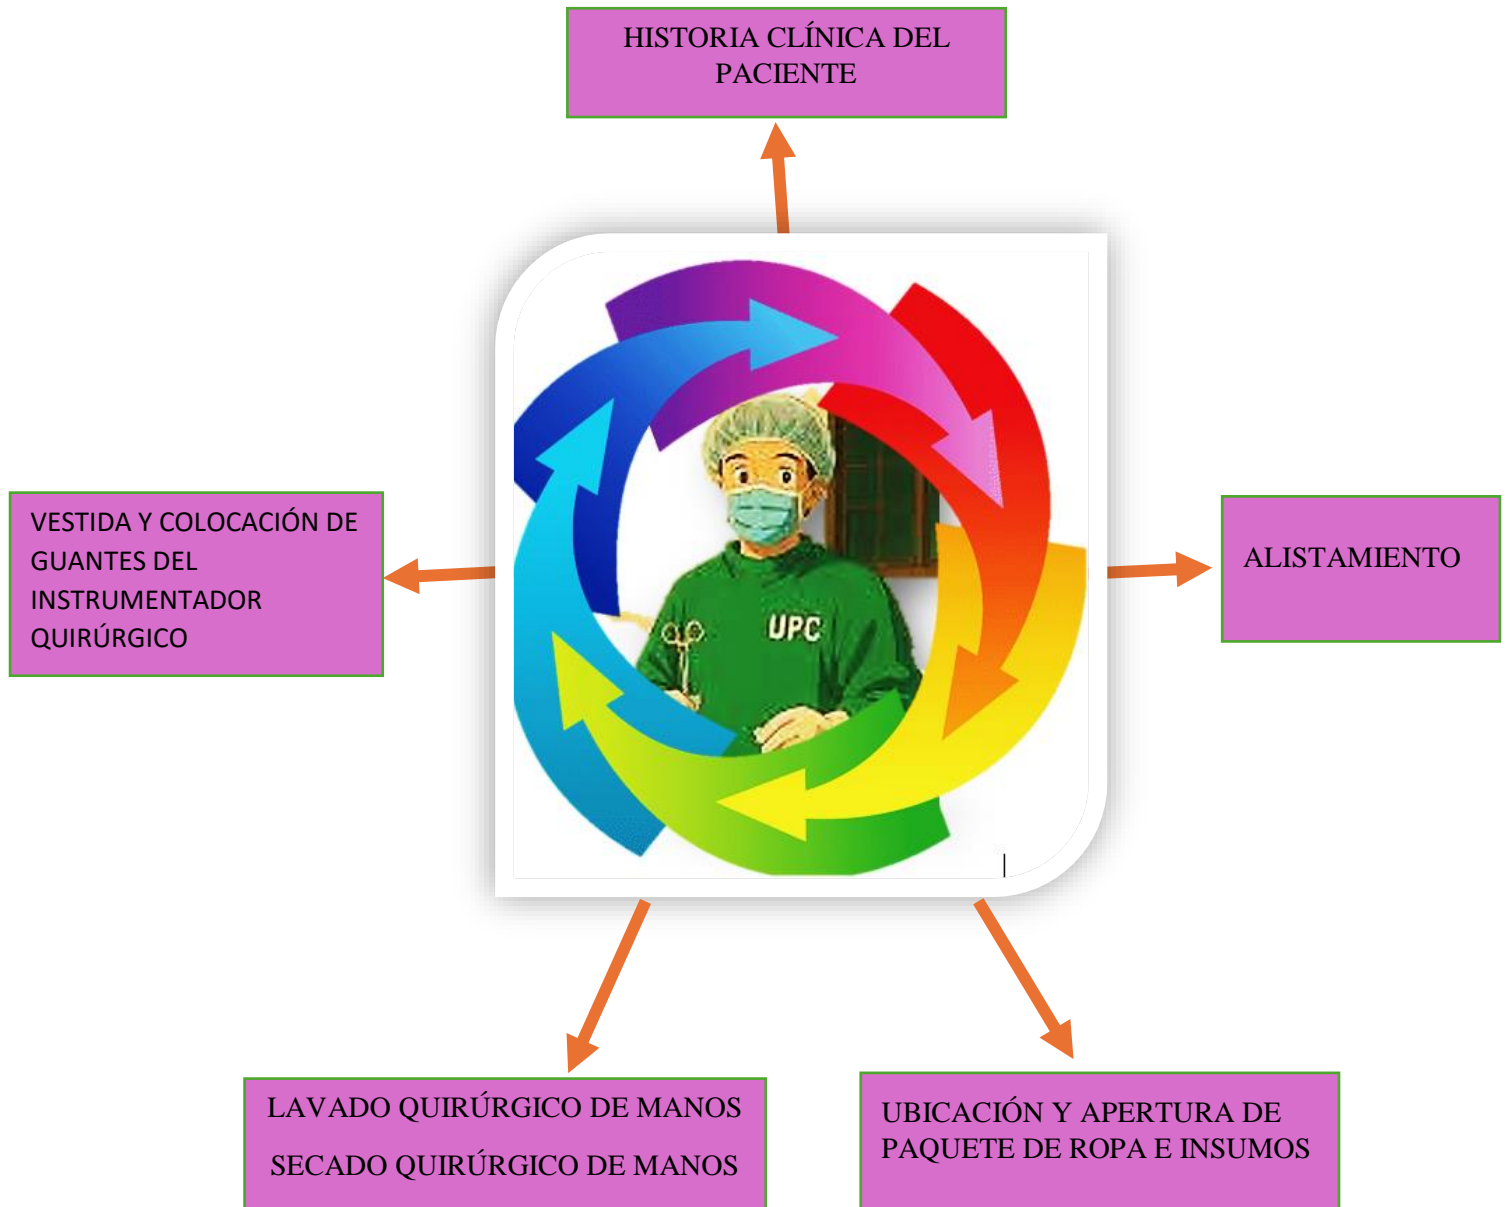 HISTORIA CLÍNICA DEL
PACIENTE
VESTIDA Y COLOCACIÓN DE
GUANTES DEL
INSTRUMENTADOR
QUIRÚRGICO
UPC
ALISTAMIENTO
LAVADO QUIRÚRGICO DE MANOS
SECADO QUIRÚRGICO DE MANOS
UBICACIÓN Y APERTURA DE
PAQUETE DE ROPA E INSUMOS